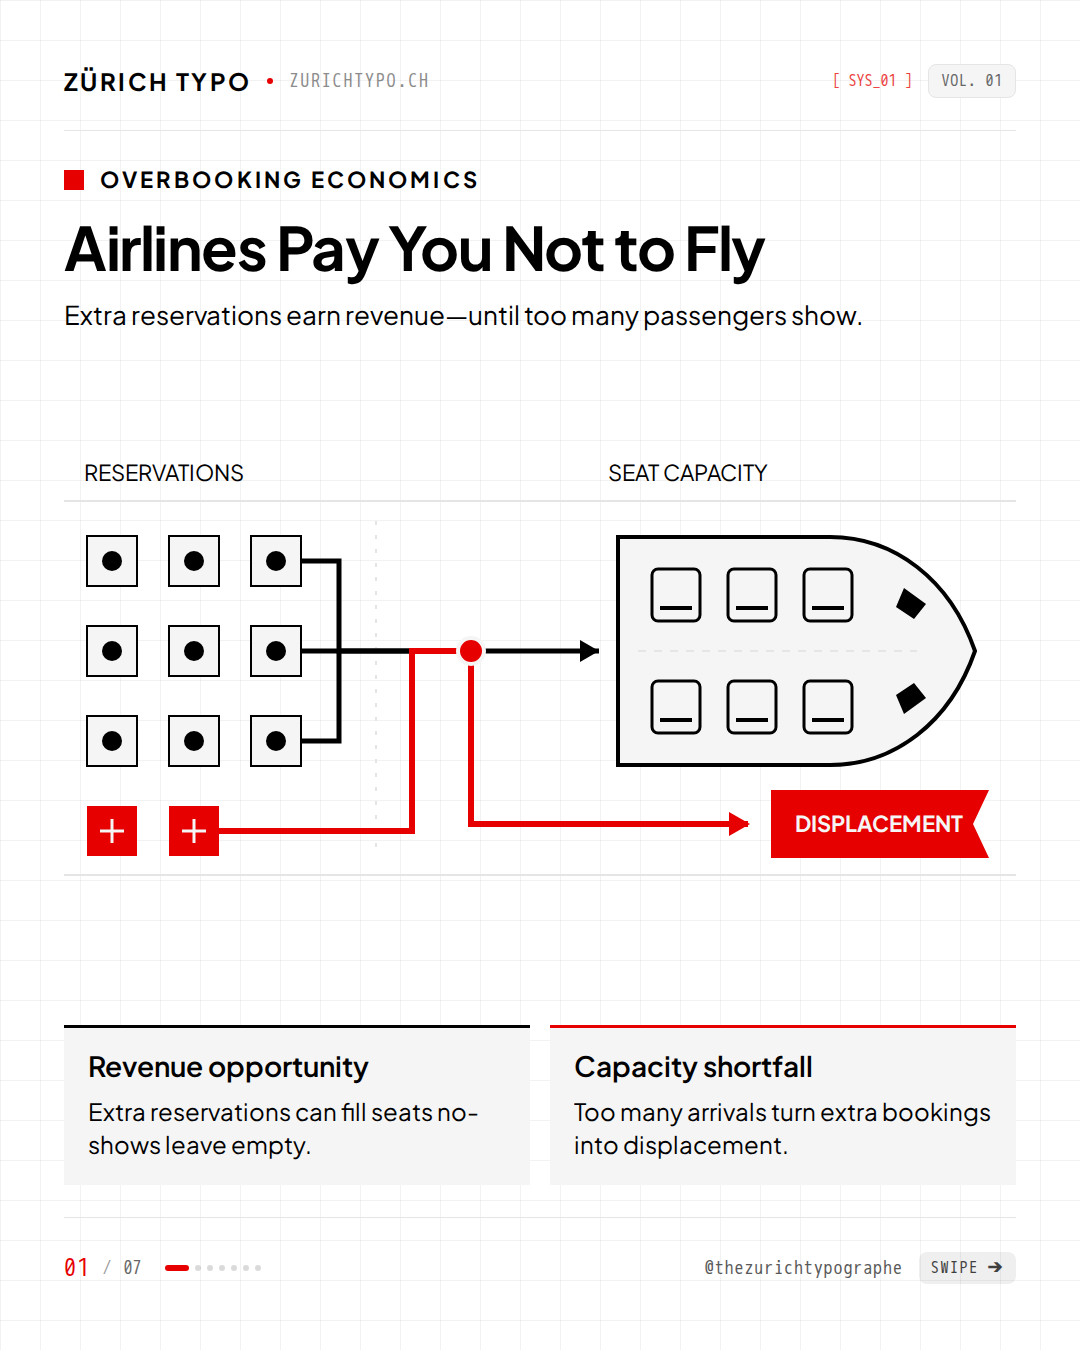 ZÜRICH TYPO • ZURICHTYPO.CH
[ SYS_01 ] VOL. 01
OVERBOOKING ECONOMICS
Airlines Pay You Not to Fly
Extra reservations earn revenue—until too many passengers show.
RESERVATIONS
SEAT CAPACITY
DISPLACEMENT
Revenue opportunity
Extra reservations can fill seats no-
shows leave empty.
Capacity shortfall
Too many arrivals turn extra bookings
into displacement.
01 / 07
@thezurichtypographe
SWIPE ➔